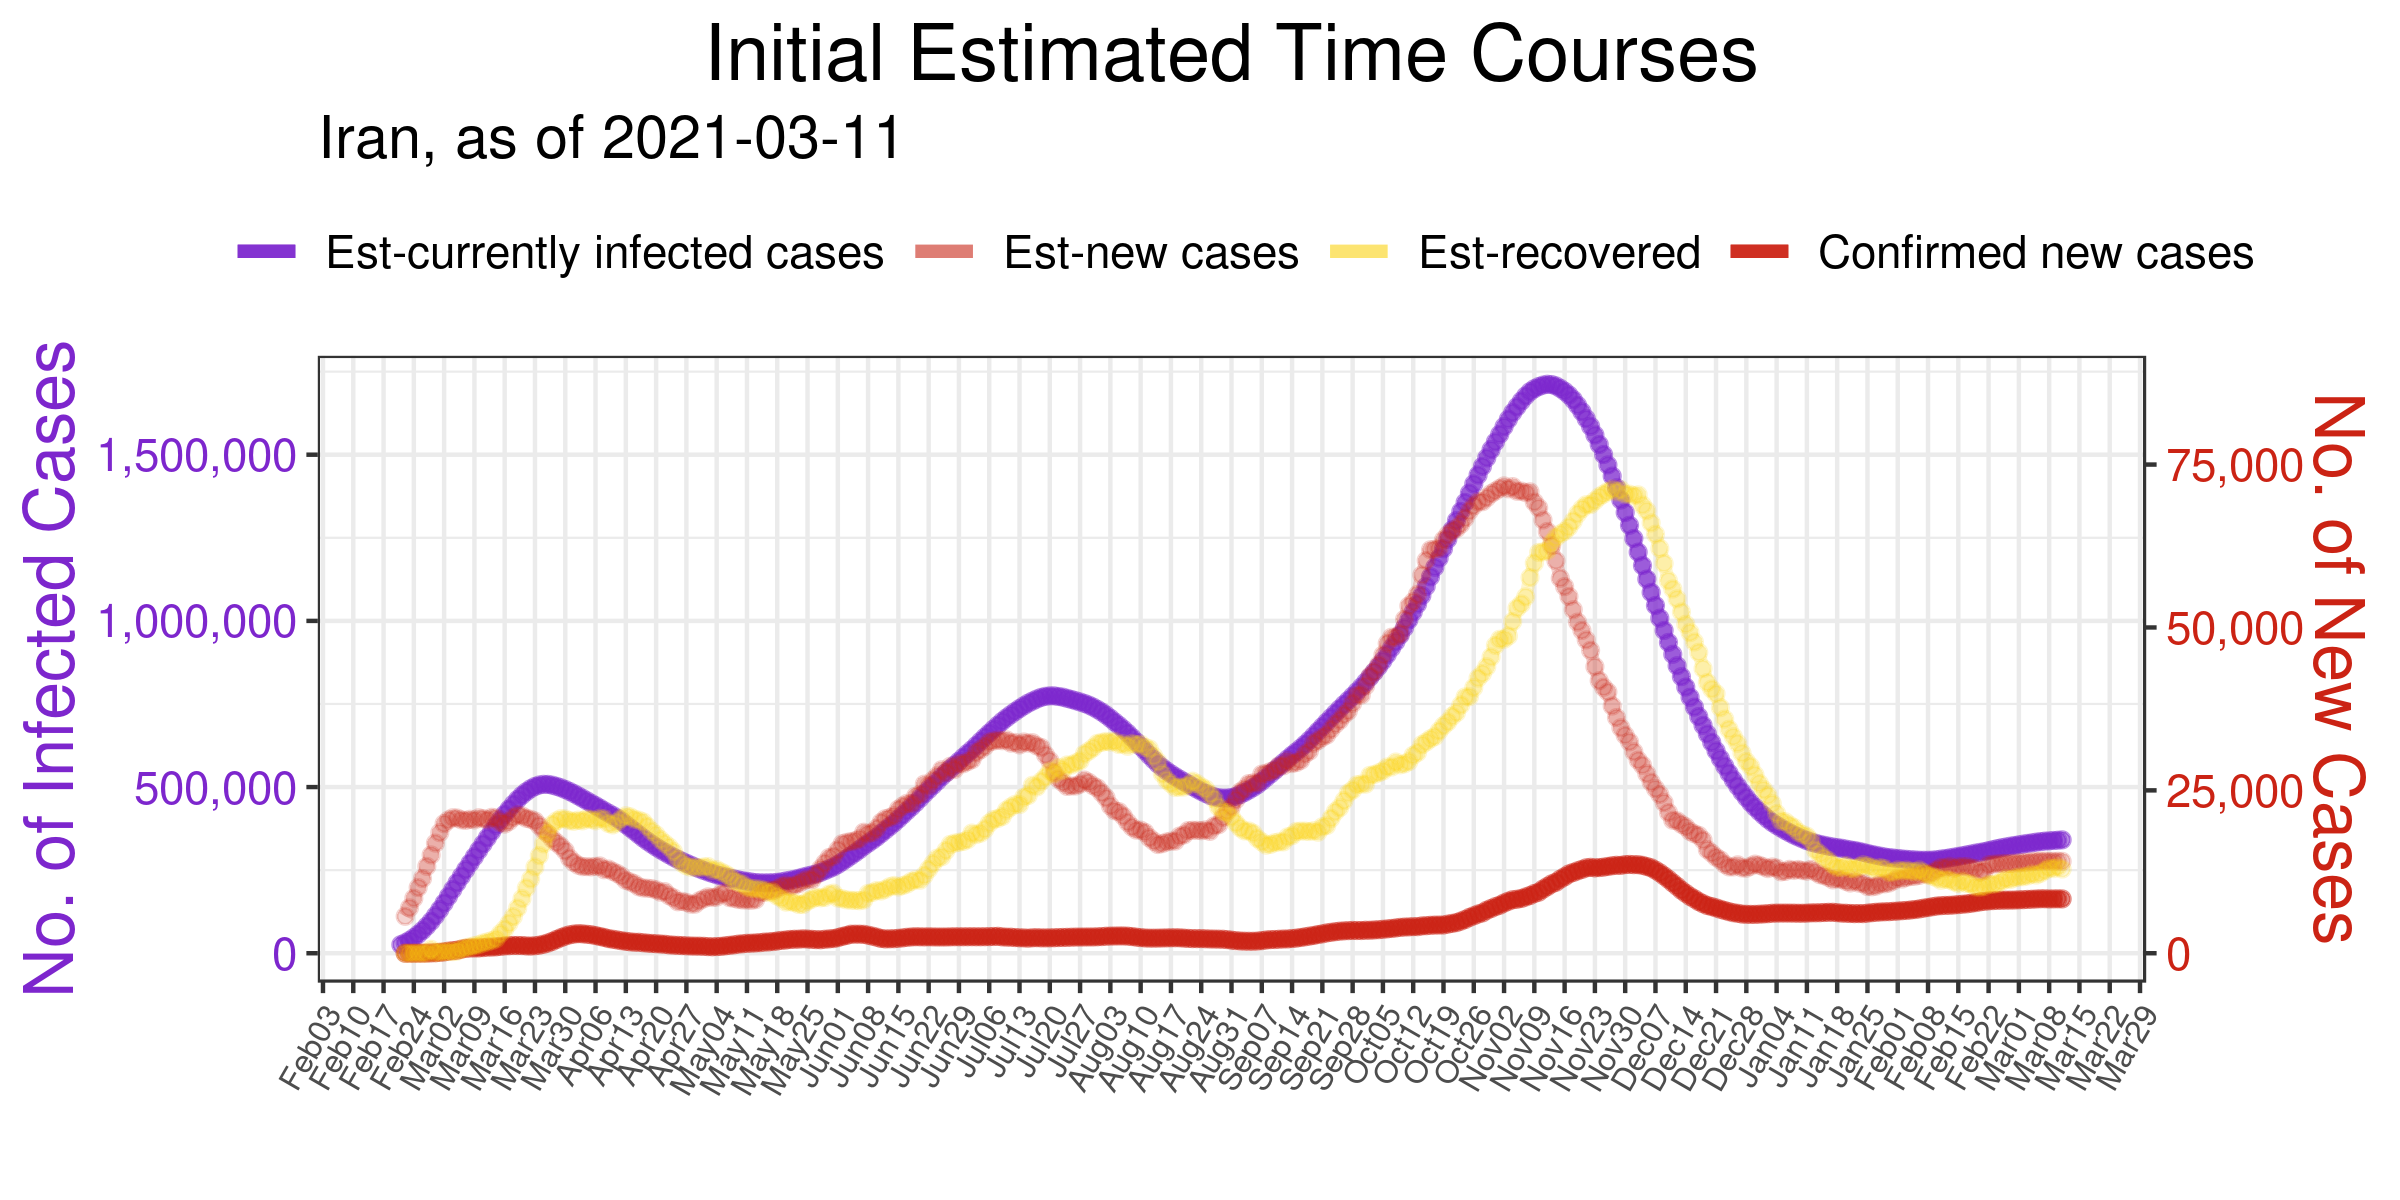 Initial Estimated Time Courses
Iran, as of 2021-03-11
Est-currently infected cases Est-new cases Est-recovered Confirmed new cases
No. of Infected Cases
1,500,000
1,000,000
500,000
0
75,000
50,000
25,000
0
No. of New Cases
Feb03 Feb10 Feb17 Feb24 Mar02 Mar09 Mar16 Mar23 Mar30 Apr06 Apr13 Apr20 Apr27 May04 May11 May18 May25 Jun01 Jun08 Jun15 Jun22 Jun29 Jul06 Jul13 Jul20 Jul27 Aug03 Aug10 Aug17 Aug24 Aug31 Sep07 Sep14 Sep21 Sep28 Oct05 Oct12 Oct19 Oct26 Nov02 Nov09 Nov16 Nov23 Nov30 Dec07 Dec14 Dec21 Dec28 Jan04 Jan11 Jan18 Jan25 Feb01 Feb08 Feb15 Feb22 Mar01 Mar08 Mar15 Mar22 Mar29